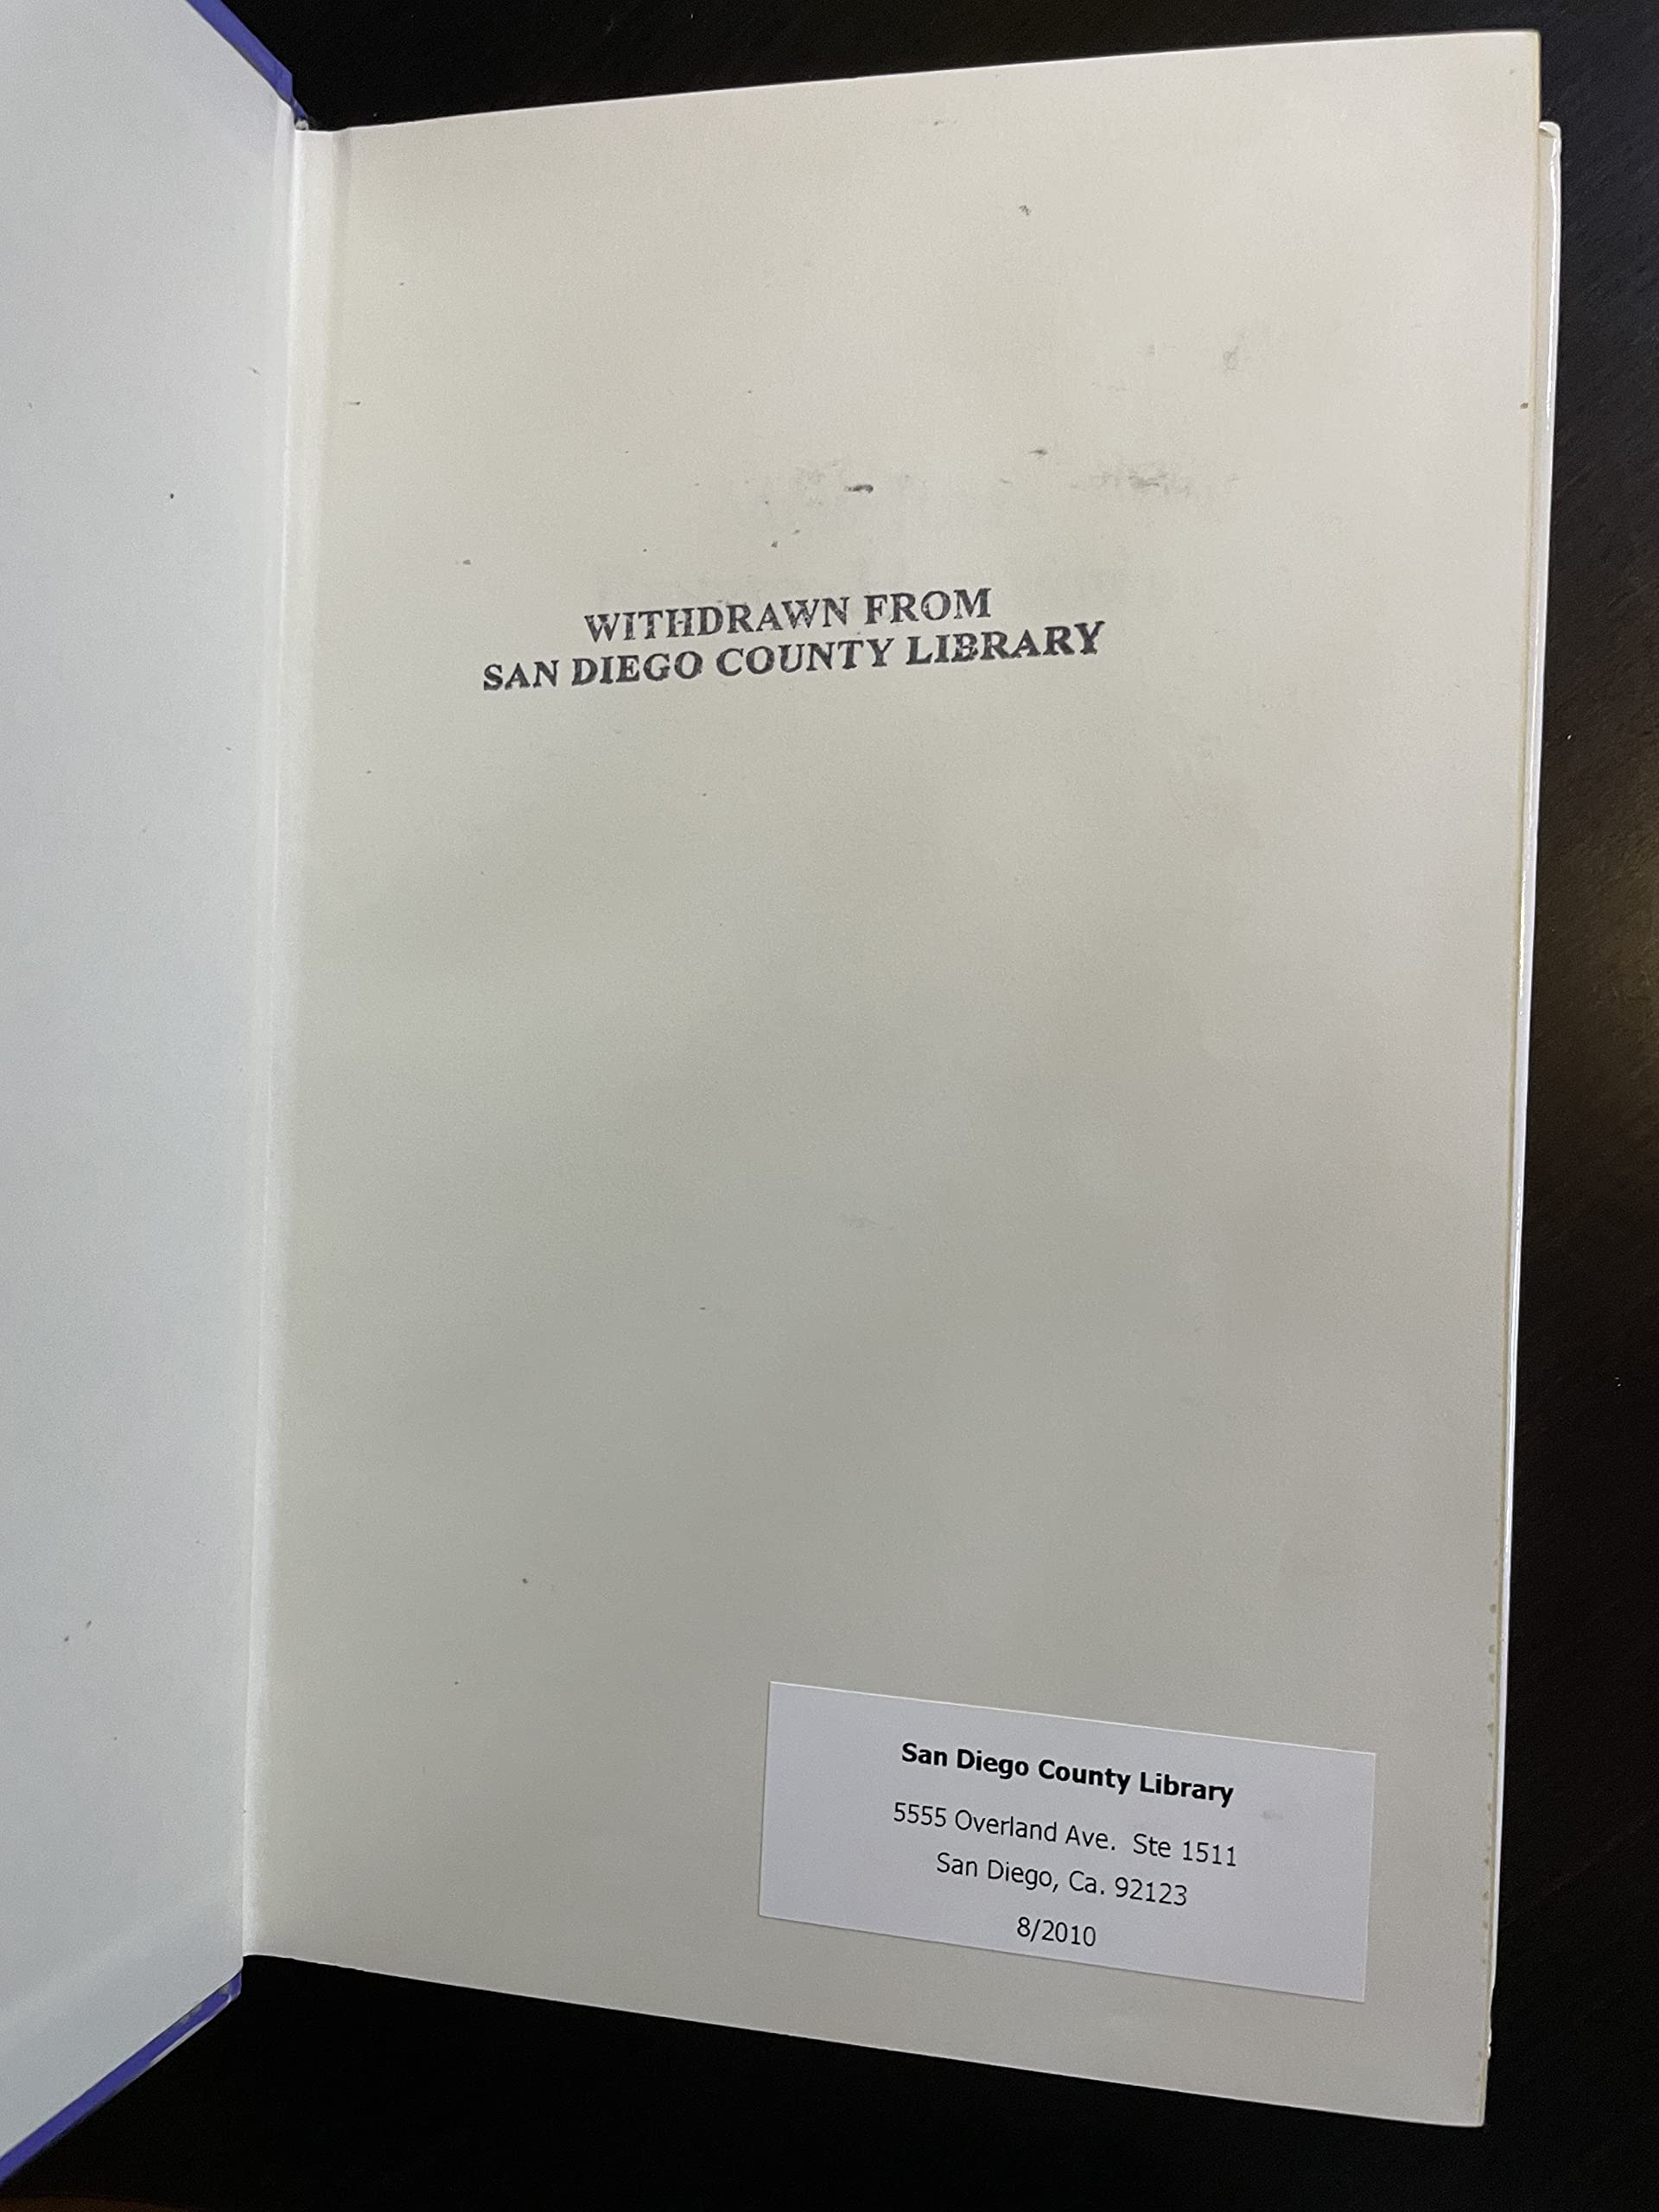 WITHDRAWN FROM
SAN DIEGO COUNTY LIBRARY
San Diego County Library
5555 Overland Ave.  Ste 1511
San Diego, Ca. 92123
8/2010